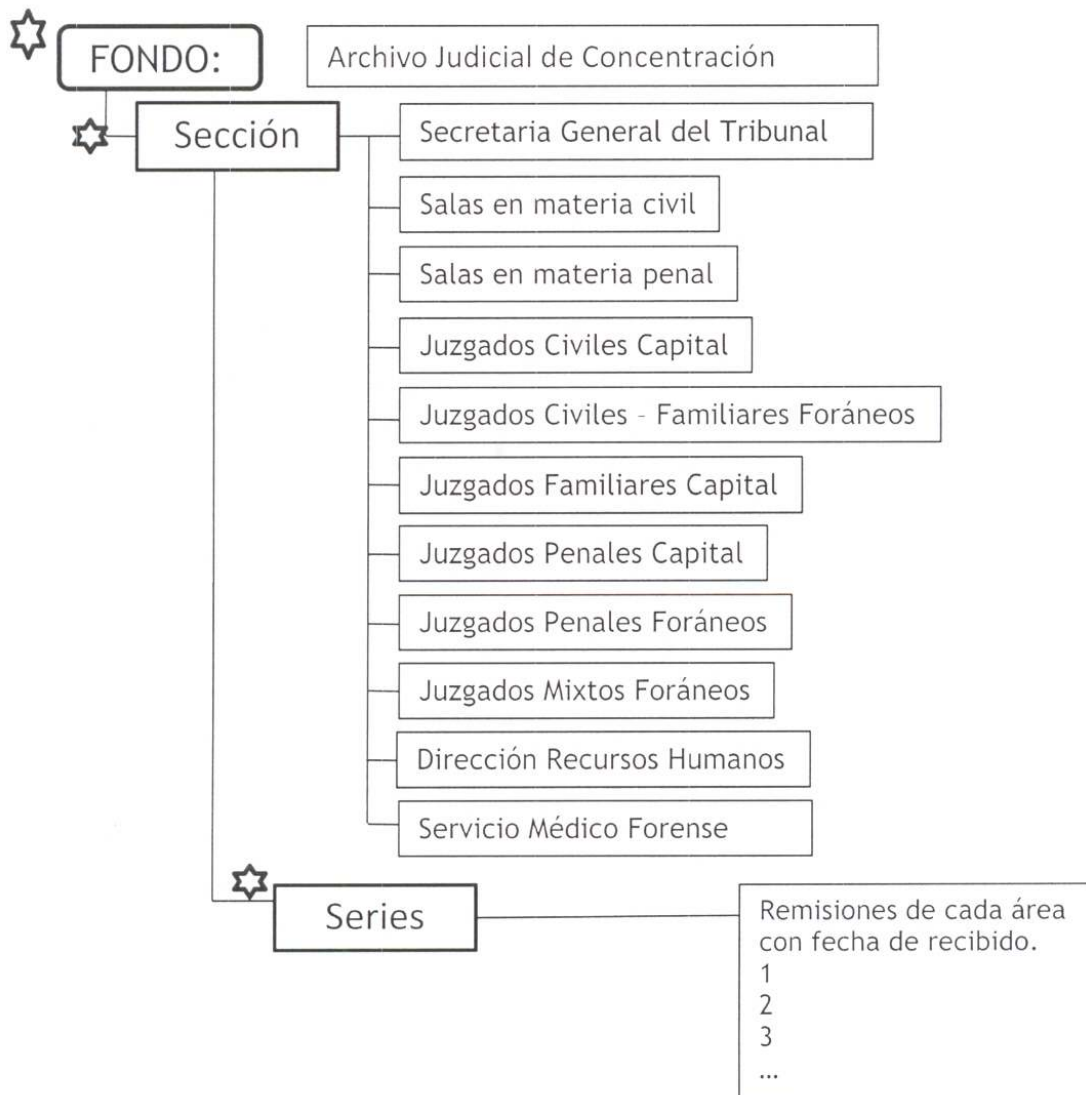 FONDO:
Archivo Judicial de Concentración
Sección
Secretaria General del Tribunal
Salas en materia civil
Salas en materia penal
Juzgados Civiles Capital
Juzgados Civiles - Familiares Foráneos
Juzgados Familiares Capital
Juzgados Penales Capital
Juzgados Penales Foráneos
Juzgados Mixtos Foráneos
Dirección Recursos Humanos
Servicio Médico Forense
Series
Remisiones de cada área
con fecha de recibido.
1
2
3
...